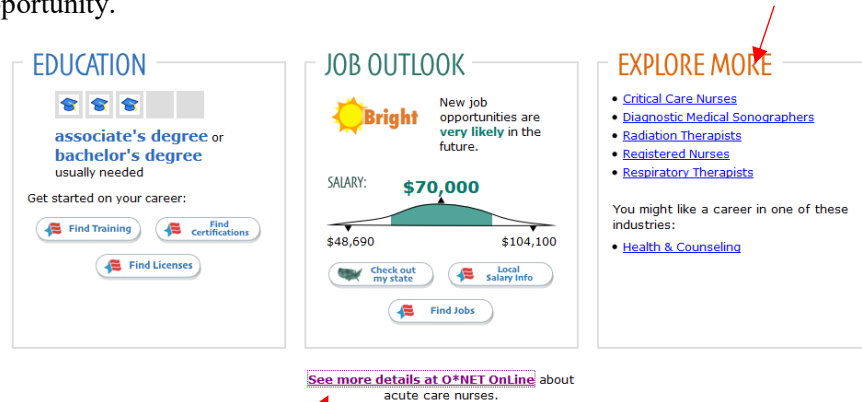 portunity.
EDUCATION
associate's degree or
bachelor's degree
usually needed
Get started on your career:
Find Training
Find
Certifications
Find Licenses
JOB OUTLOOK
Bright
New job
opportunities are
very likely in the
future.
SALARY:
$70,000
$48,690
$104,100
Check out
my state
Local
Salary Info
Find Jobs
EXPLORE MORE
• Critical Care Nurses
• Diagnostic Medical Sonographers
• Radiation Therapists
• Registered Nurses
• Respiratory Therapists
You might like a career in one of these
industries:
• Health & Counseling
See more details at O*NET OnLine about
acute care nurses.